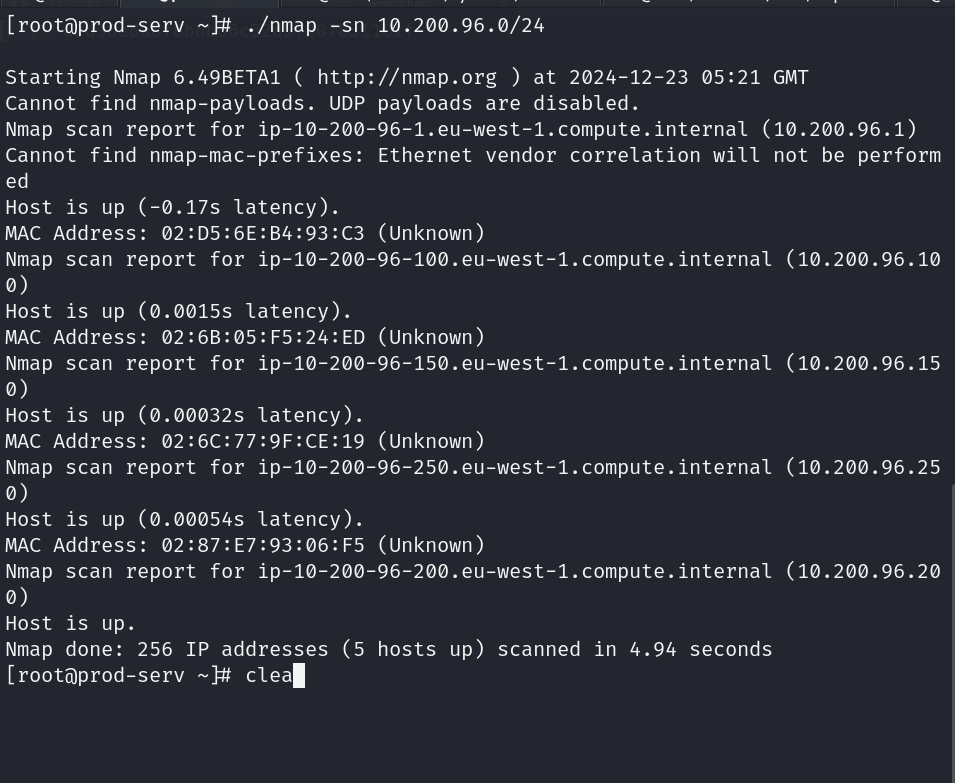 [root@prod-serv ~]# ./nmap -sn 10.200.96.0/24
Starting Nmap 6.49BETA1 ( http://nmap.org ) at 2024-12-23 05:21 GMT
Cannot find nmap-payloads. UDP payloads are disabled.
Nmap scan report for ip-10-200-96-1.eu-west-1.compute.internal (10.200.96.1)
Cannot find nmap-mac-prefixes: Ethernet vendor correlation will not be perform
ed
Host is up (-0.17s latency).
MAC Address: 02:D5:6E:B4:93:C3 (Unknown)
Nmap scan report for ip-10-200-96-100.eu-west-1.compute.internal (10.200.96.10
0)
Host is up (0.0015s latency).
MAC Address: 02:6B:05:F5:24:ED (Unknown)
Nmap scan report for ip-10-200-96-150.eu-west-1.compute.internal (10.200.96.15
0)
Host is up (0.00032s latency).
MAC Address: 02:6C:77:9F:CE:19 (Unknown)
Nmap scan report for ip-10-200-96-250.eu-west-1.compute.internal (10.200.96.25
0)
Host is up (0.00054s latency).
MAC Address: 02:87:E7:93:06:F5 (Unknown)
Nmap scan report for ip-10-200-96-200.eu-west-1.compute.internal (10.200.96.20
0)
Host is up.
Nmap done: 256 IP addresses (5 hosts up) scanned in 4.94 seconds
[root@prod-serv ~]# clea